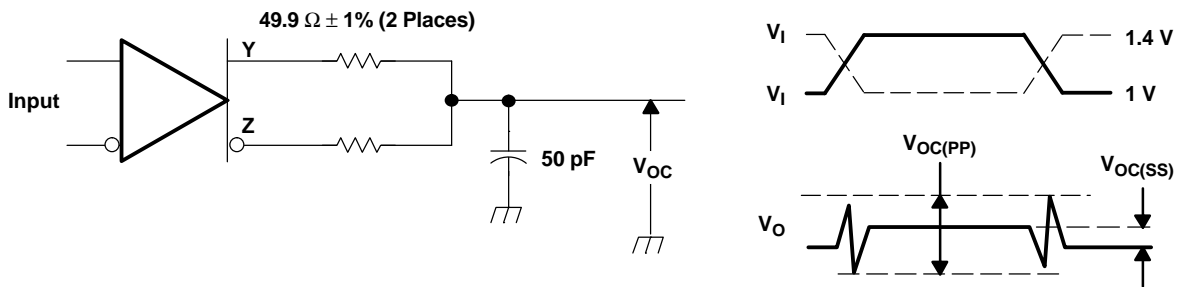 49.9 Ω ± 1% (2 Places)
Y
Input
Z
50 pF
VOC
VI
1.4 V
VI
1 V
VOC(PP)
VOC(SS)
VO